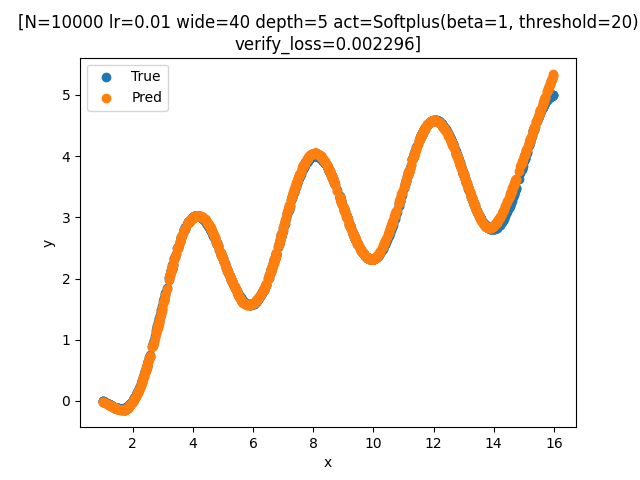 [N=10000 lr=0.01 wide=40 depth=5 act=Softplus(beta=1, threshold=20)
verify_loss=0.002296]
True
Pred
5
4
3
2
1
0
y
2 4 6 8 10 12 14 16
x